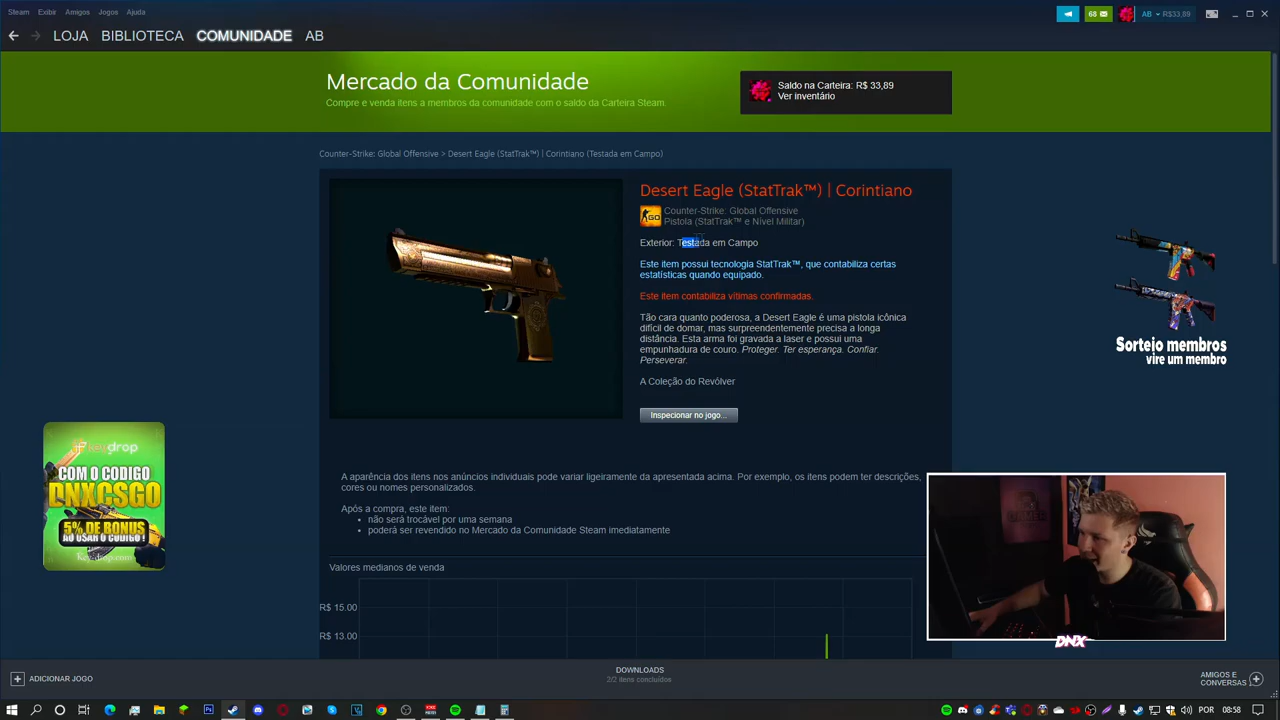 Steam Exibir Amigos Jogos Ajuda
68 AB R$33,89
LOJA BIBLIOTECA COMUNIDADE AB
Mercado da Comunidade
Compre e venda itens a membros da comunidade com o saldo da Carteira Steam.
Saldo na Carteira: R$ 33,89
Ver inventário
Counter-Strike: Global Offensive > Desert Eagle (StatTrak™) | Corintiano (Testada em Campo)
Desert Eagle (StatTrak™) | Corintiano
GO
Counter-Strike: Global Offensive
Pistola (StatTrak™ e Nível Militar)
Exterior: Testada em Campo
Este item possui tecnologia StatTrak™, que contabiliza certas
estatísticas quando equipado.
Este item contabiliza vítimas confirmadas.
Tão cara quanto poderosa, a Desert Eagle é uma pistola icônica
difícil de domar, mas surpreendentemente precisa a longa
distância. Esta arma foi gravada a laser e possui uma
empunhadura de couro. Proteger. Ter esperança. Confiar.
Perseverar.
A Coleção do Revólver
Inspecionar no jogo...
Sorteio membros
vire um membro
keydrop
COM O CODIGO
DNXCSGO
5% DE BONUS
AO USAR O CODIGO!
Key-drop.com
A aparência dos itens nos anúncios individuais pode variar ligeiramente da apresentada acima. Por exemplo, os itens podem ter descrições,
cores ou nomes personalizados.
Após a compra, este item:
não será trocável por uma semana
poderá ser revendido no Mercado da Comunidade Steam imediatamente
Valores medianos de venda
R$ 15.00
R$ 13.00
DNX
ADICIONAR JOGO
DOWNLOADS
2/2 itens concluídos
AMIGOS E
CONVERSAS
POR 08:58